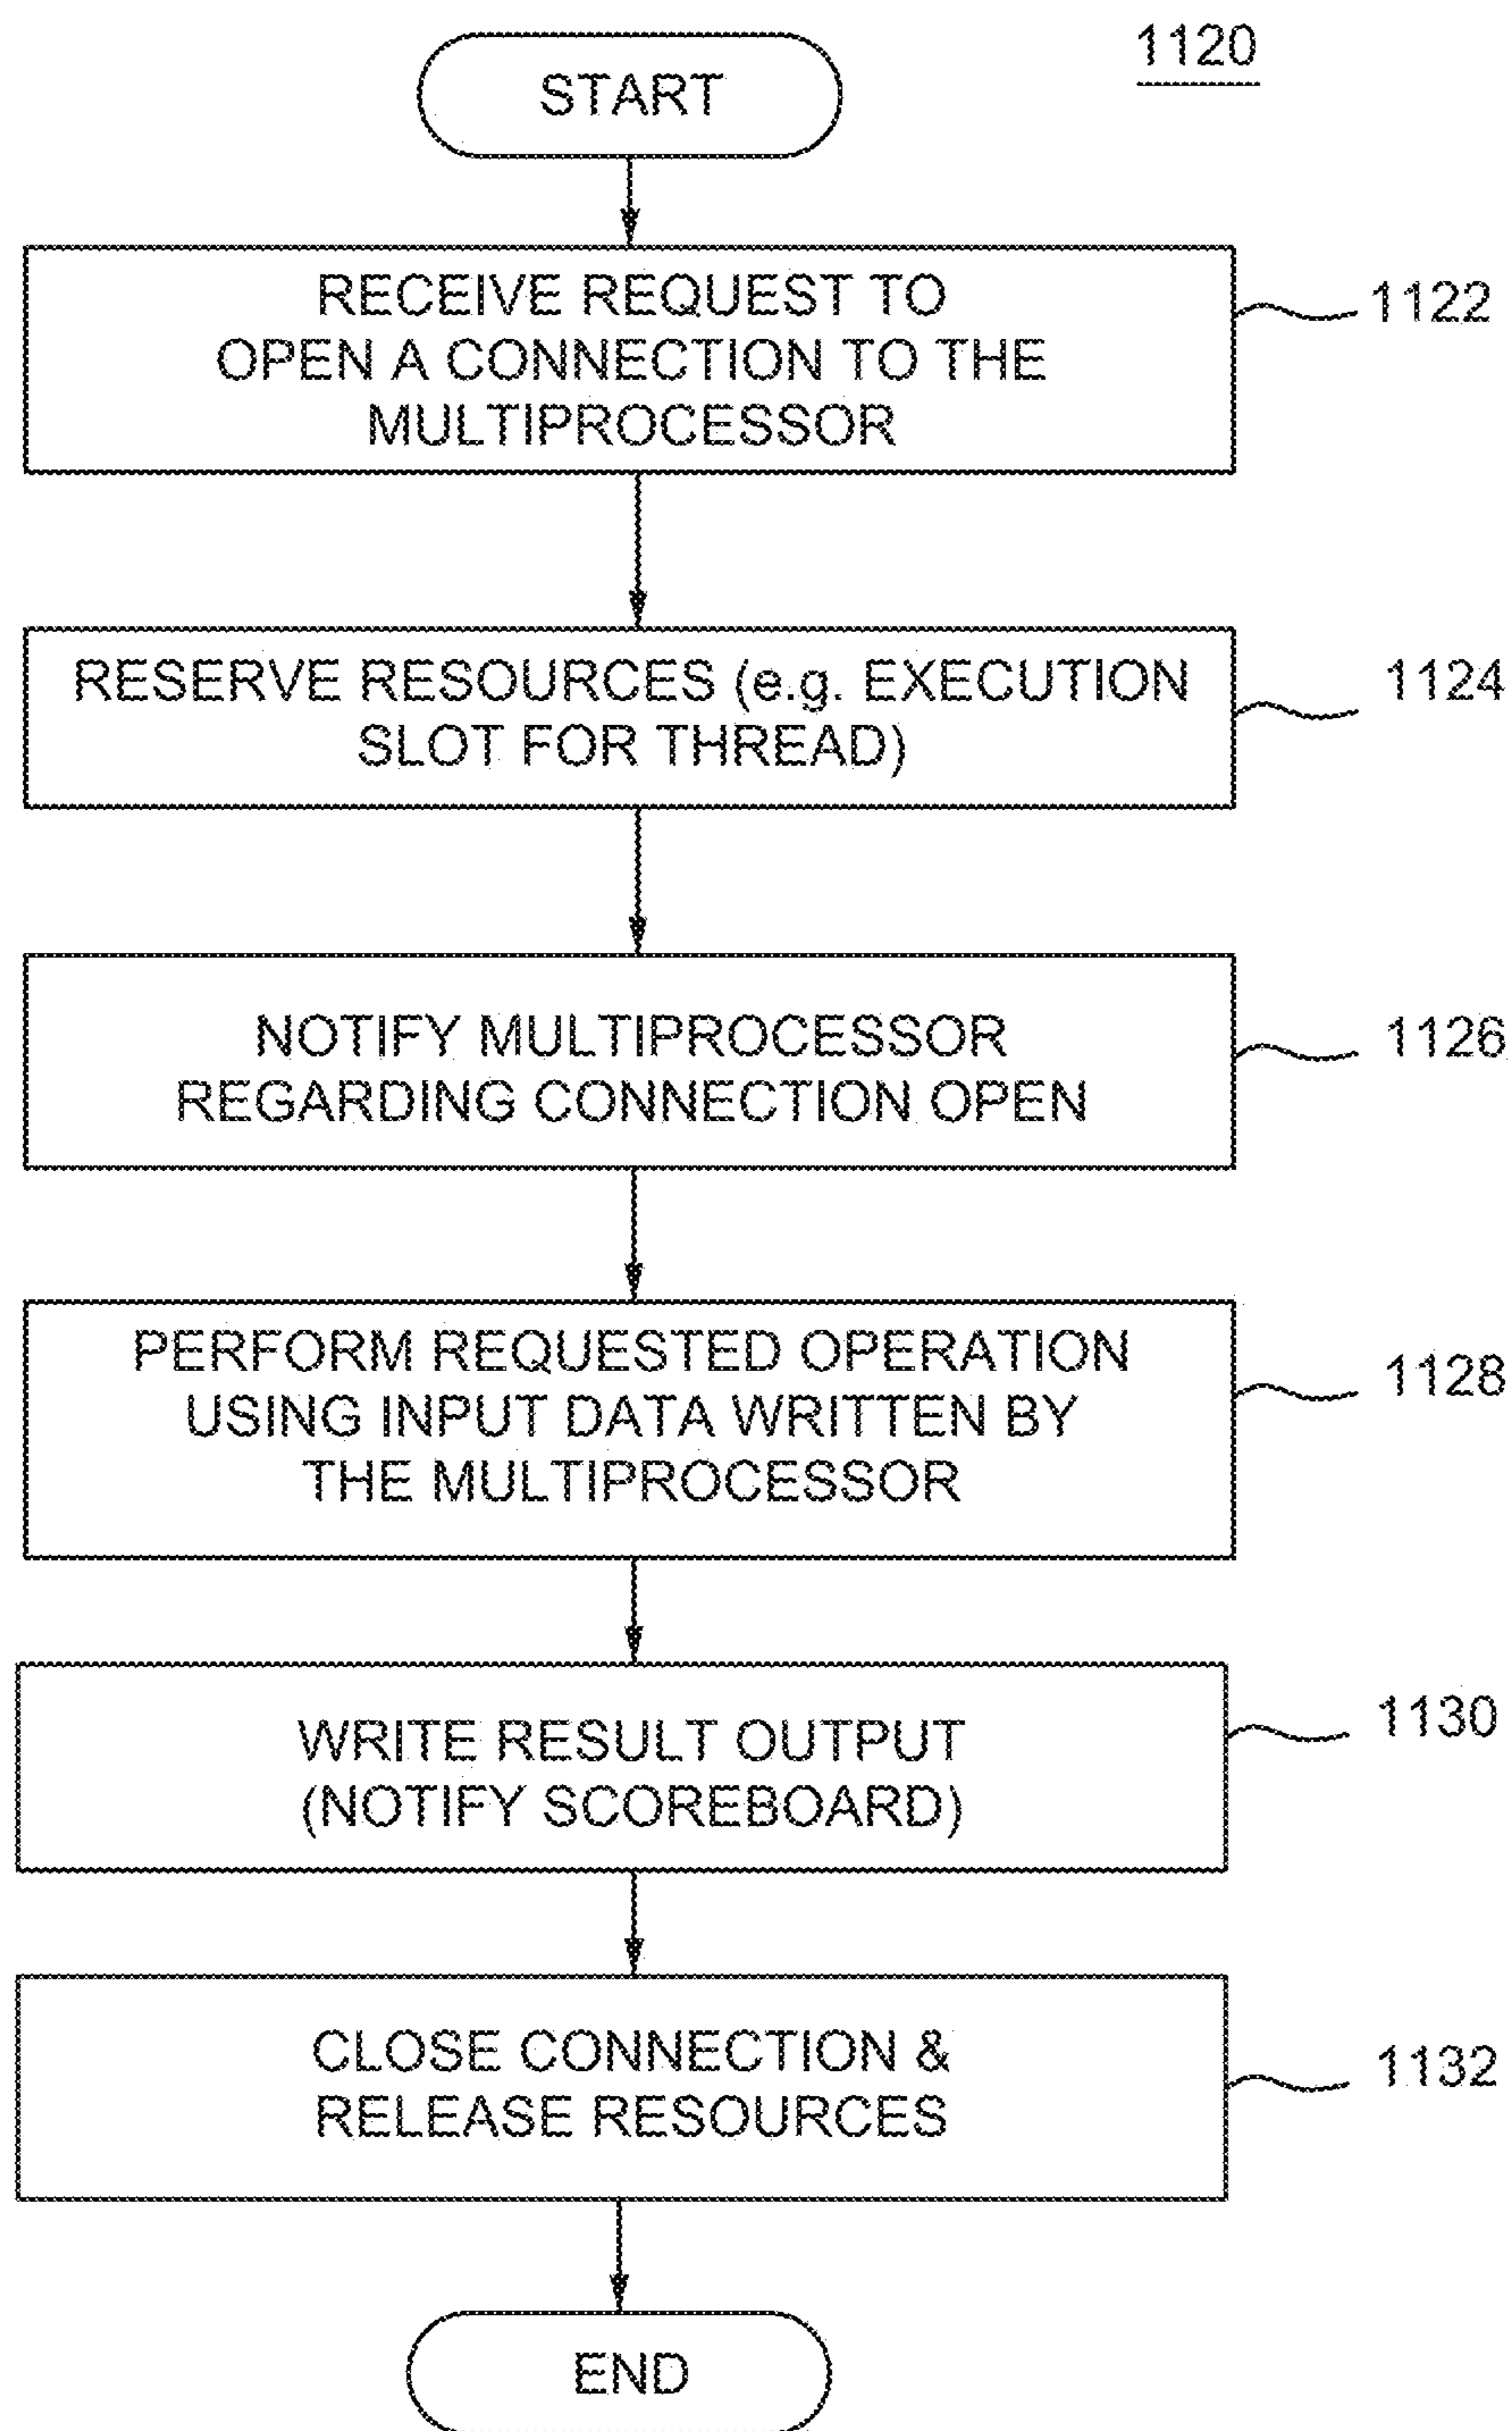 1120
START
RECEIVE REQUEST TO
OPEN A CONNECTION TO THE
MULTIPROCESSOR
1122
RESERVE RESOURCES (e.g. EXECUTION
SLOT FOR THREAD)
1124
NOTIFY MULTIPROCESSOR
REGARDING CONNECTION OPEN
1126
PERFORM REQUESTED OPERATION
USING INPUT DATA WRITTEN BY
THE MULTIPROCESSOR
1128
WRITE RESULT OUTPUT
(NOTIFY SCOREBOARD)
1130
CLOSE CONNECTION &
RELEASE RESOURCES
1132
END